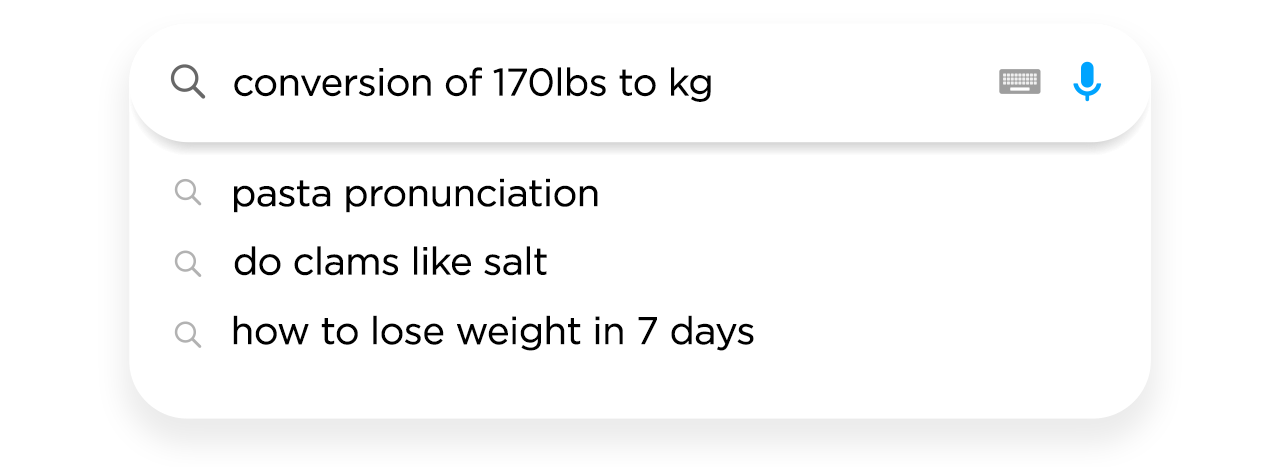 conversion of 170lbs to kg
pasta pronunciation
do clams like salt
how to lose weight in 7 days